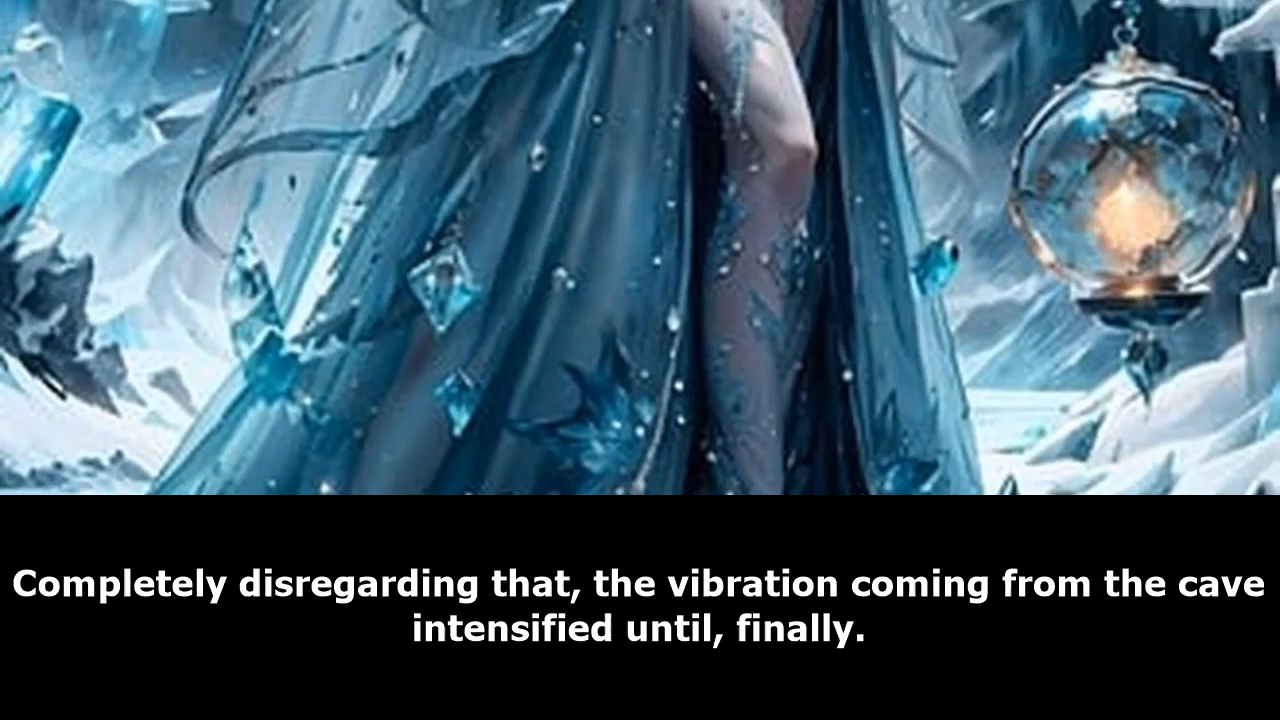 Completely disregarding that, the vibration coming from the cave
intensified until, finally.